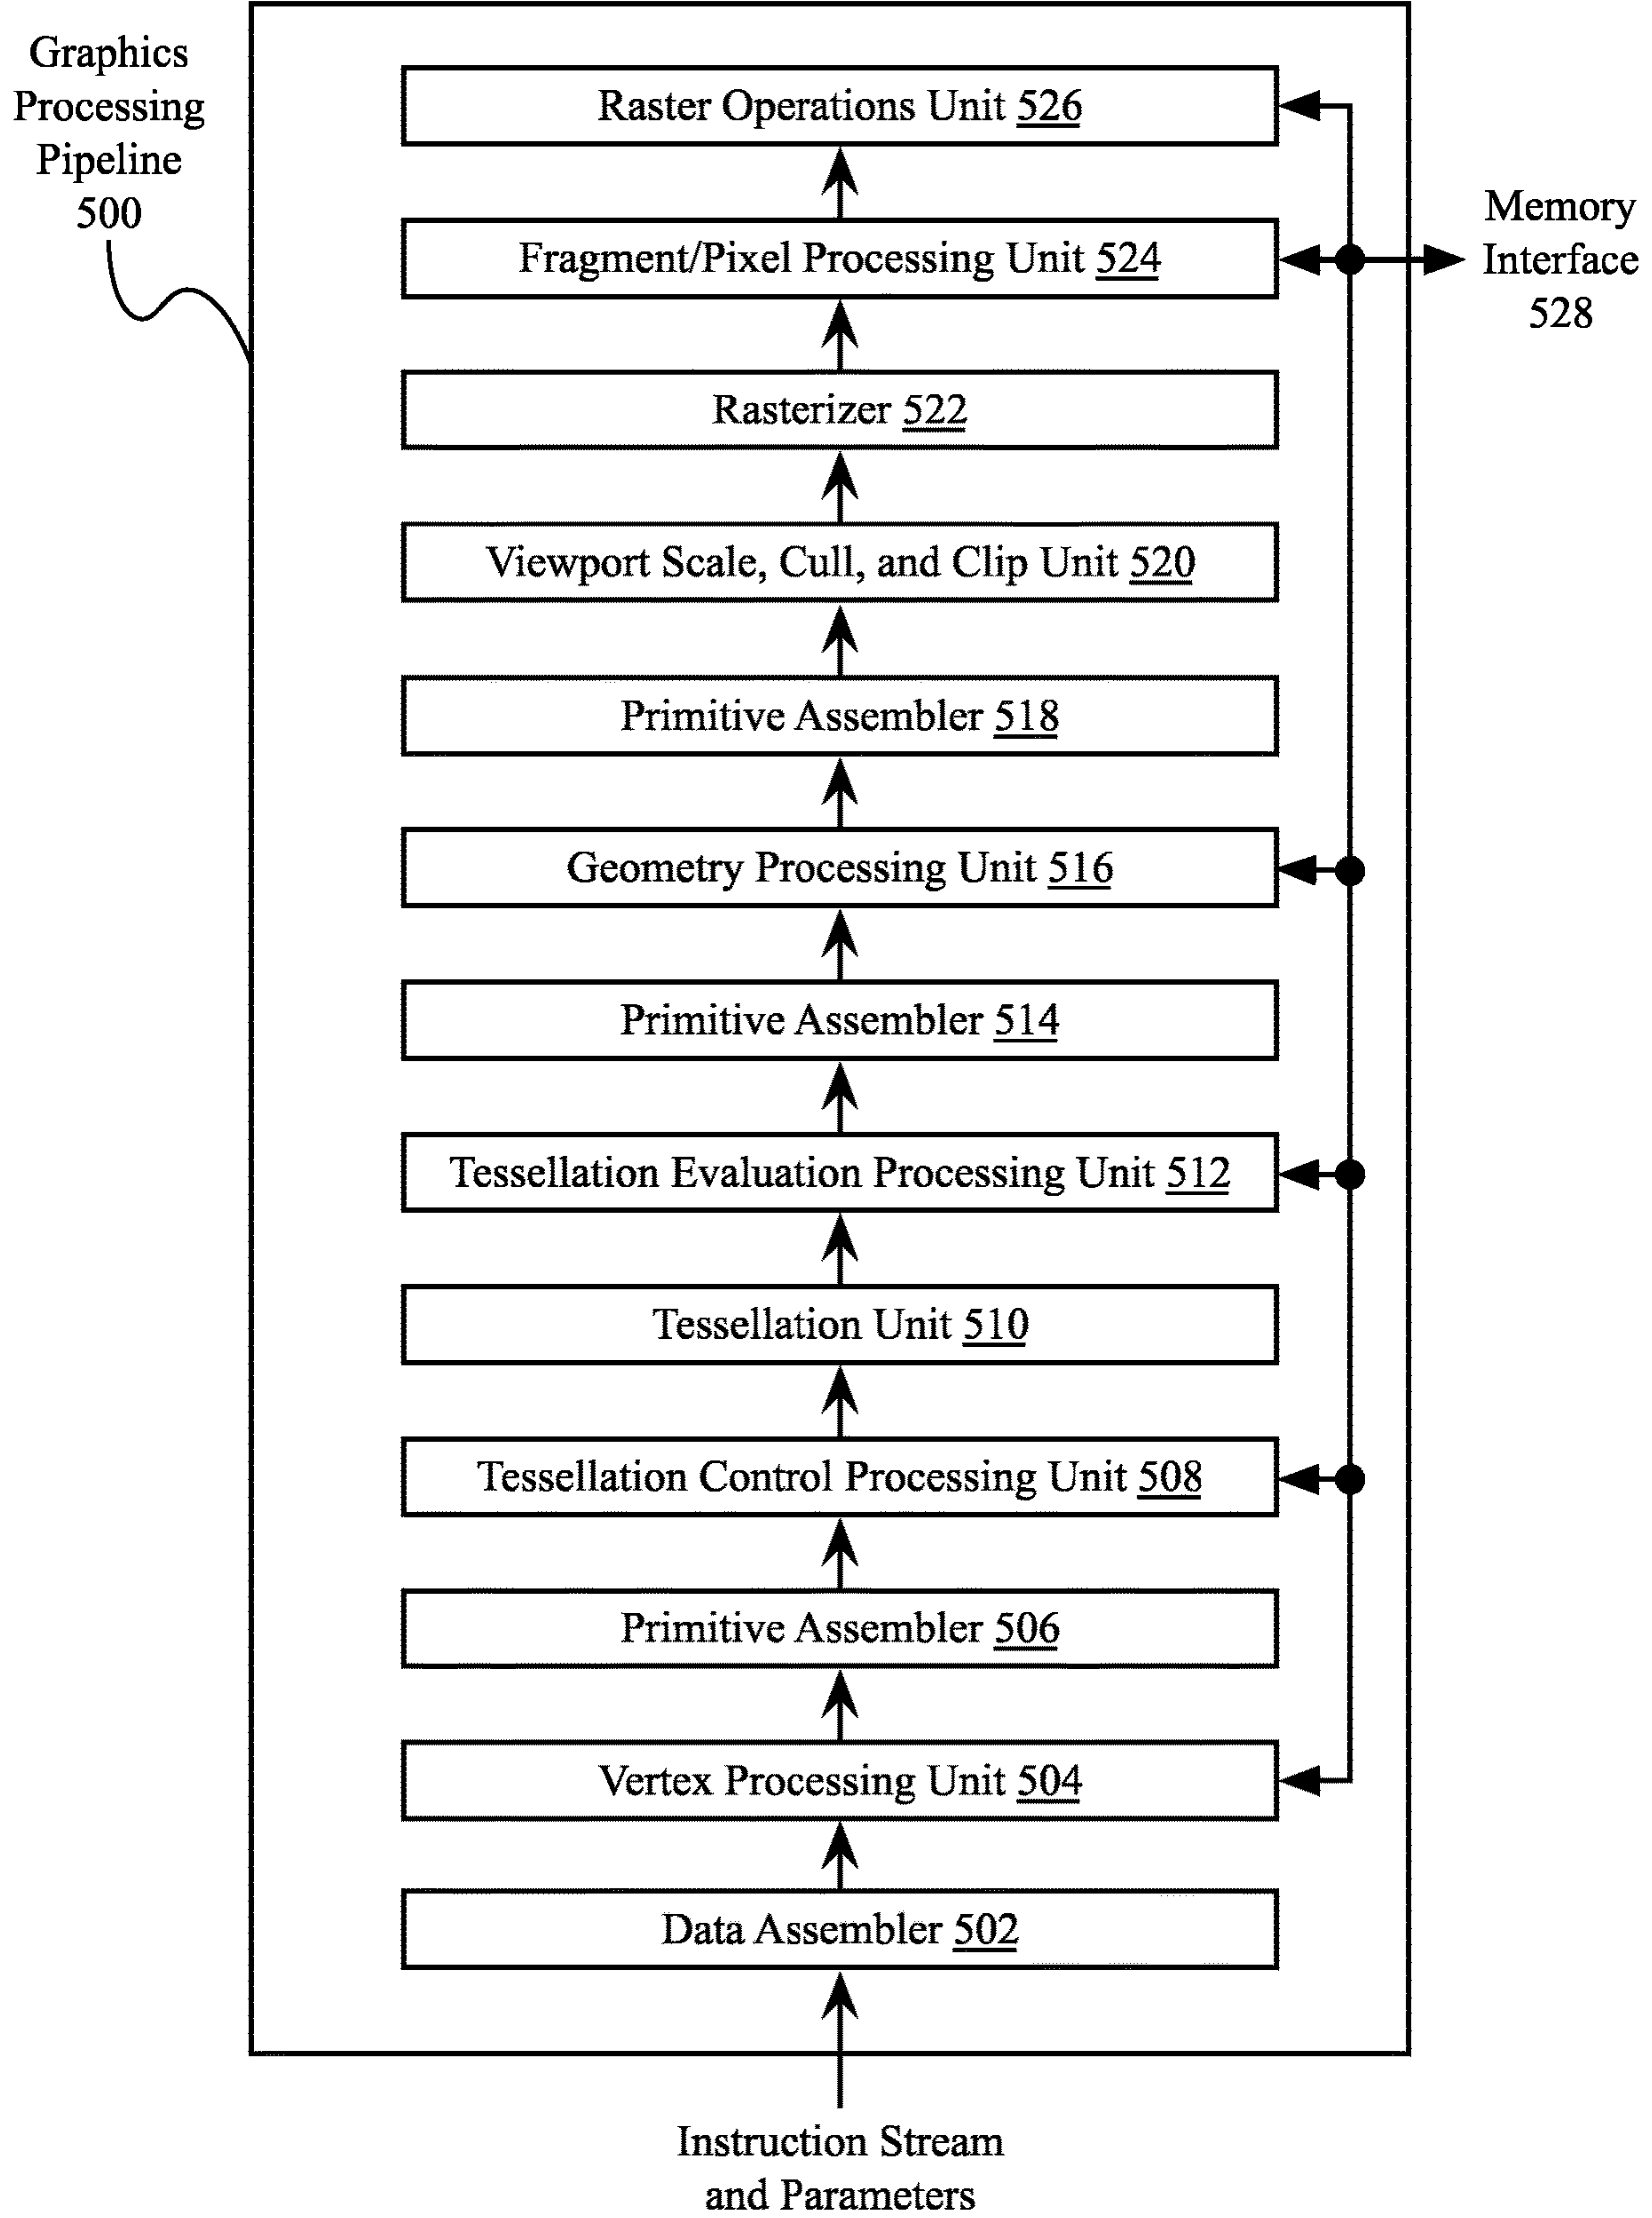 Graphics
Processing
Pipeline
500
Raster Operations Unit 526
Fragment/Pixel Processing Unit 524
Memory
Interface
528
Rasterizer 522
Viewport Scale, Cull, and Clip Unit 520
Primitive Assembler 518
Geometry Processing Unit 516
Primitive Assembler 514
Tessellation Evaluation Processing Unit 512
Tessellation Unit 510
Tessellation Control Processing Unit 508
Primitive Assembler 506
Vertex Processing Unit 504
Data Assembler 502
Instruction Stream
and Parameters